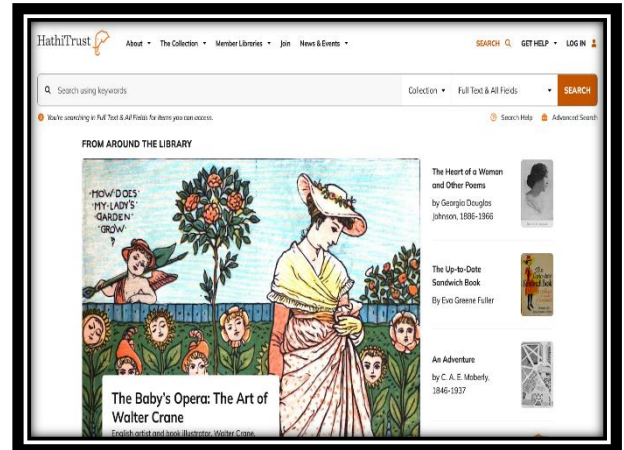 HathiTrust
About The Collection Member Libraries Join News & Events
SEARCH GET HELP LOG IN
Search using keywords
Collection Full Text & All Fields SEARCH
You're searching in Full Text & All Fields for items you can access.
Search Help Advanced Search
FROM AROUND THE LIBRARY
·HOW·DOES·
·MY·LADY'S·
·GARDEN·
·GROW·
?
The Baby's Opera: The Art of
Walter Crane
English artist and book illustrator, Walter Crane,
The Heart of a Woman
and Other Poems
by Georgia Douglas
Johnson, 1886-1966
The Up-to-Date
Sandwich Book
By Eva Greene Fuller
An Adventure
by C. A. E. Moberly,
1846-1937